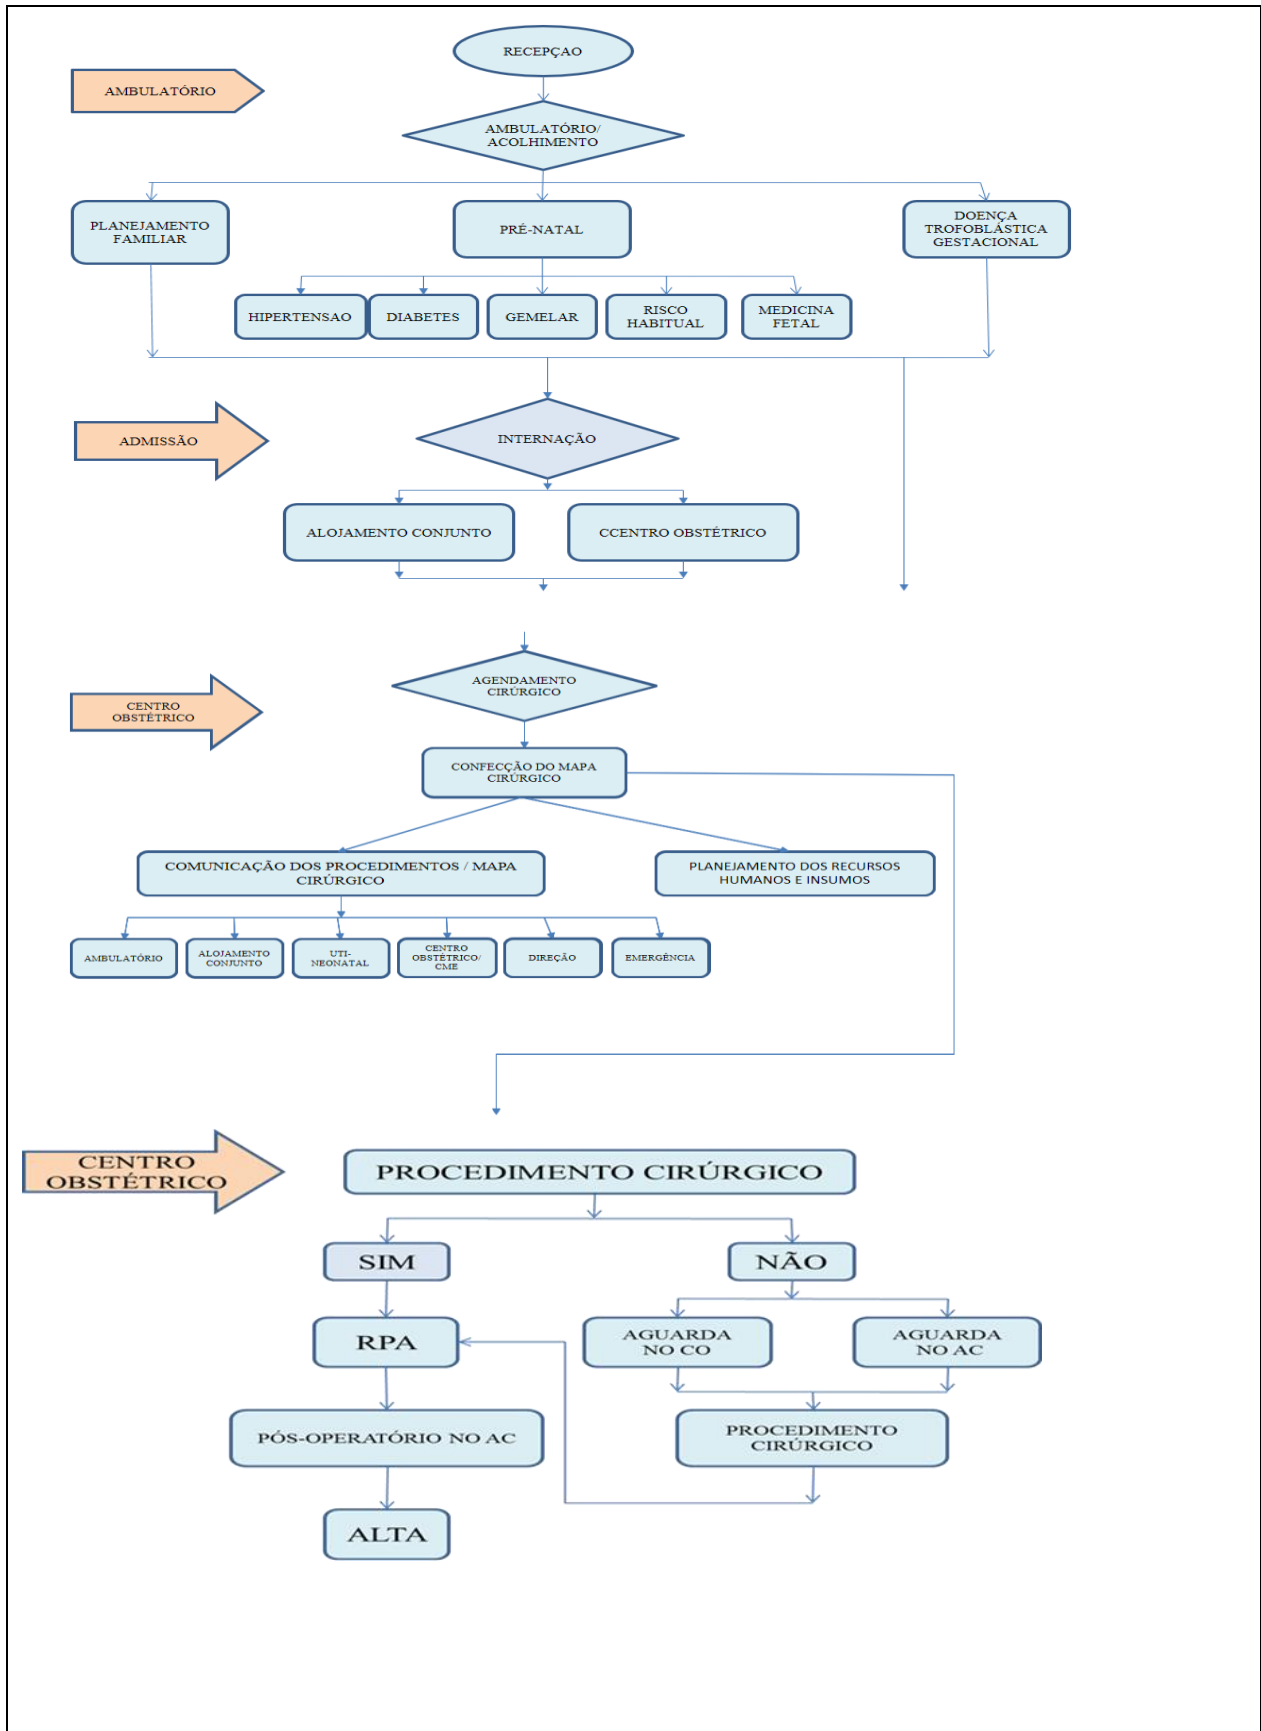 RECEPÇAO
AMBULATÓRIO
AMBULATÓRIO/
ACOLHIMENTO
PLANEJAMENTO
FAMILIAR
PRÉ-NATAL
DOENÇA
TROFOBLÁSTICA
GESTACIONAL
HIPERTENSAO
DIABETES
GEMELAR
RISCO
HABITUAL
MEDICINA
FETAL
ADMISSÃO
INTERNAÇÃO
ALOJAMENTO CONJUNTO
CCENTRO OBSTÉTRICO
CENTRO
OBSTÉTRICO
AGENDAMENTO
CIRÚRGICO
CONFECÇÃO DO MAPA
CIRÚRGICO
COMUNICAÇÃO DOS PROCEDIMENTOS / MAPA
CIRÚRGICO
PLANEJAMENTO DOS RECURSOS
HUMANOS E INSUMOS
AMBULATÓRIO
ALOJAMENTO
CONJUNTO
UTI-
NEONATAL
CENTRO
OBSTÉTRICO/
CME
DIREÇÃO
EMERGÊNCIA
CENTRO
OBSTÉTRICO
PROCEDIMENTO CIRÚRGICO
SIM
NÃO
RPA
AGUARDA
NO CO
AGUARDA
NO AC
PÓS-OPERATÓRIO NO AC
PROCEDIMENTO
CIRÚRGICO
ALTA